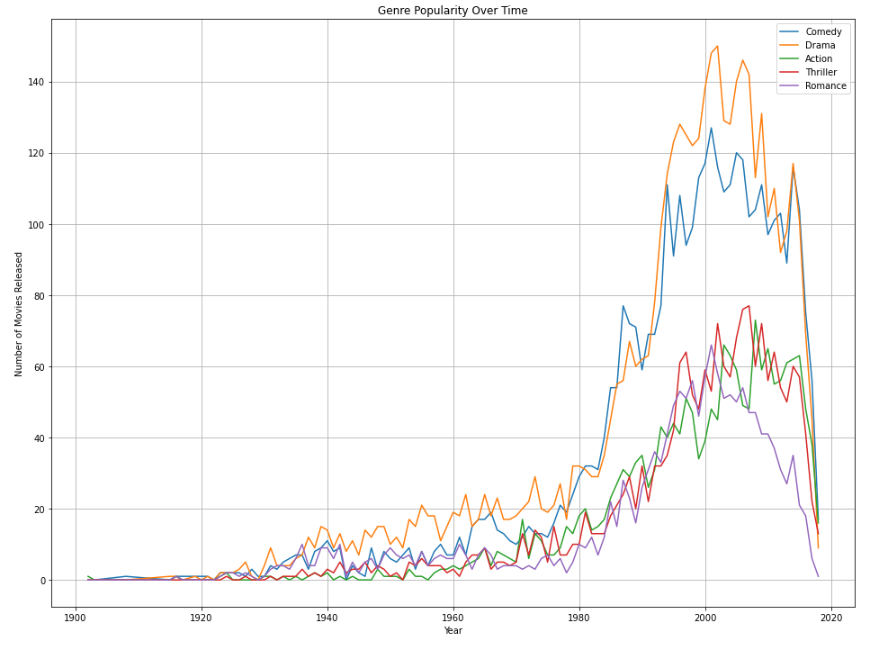 Genre Popularity Over Time
Comedy
Drama
Action
Thriller
Romance
Number of Movies Released
140
120
100
80
60
40
20
0
1900 1920 1940 1960 1980 2000 2020
Year